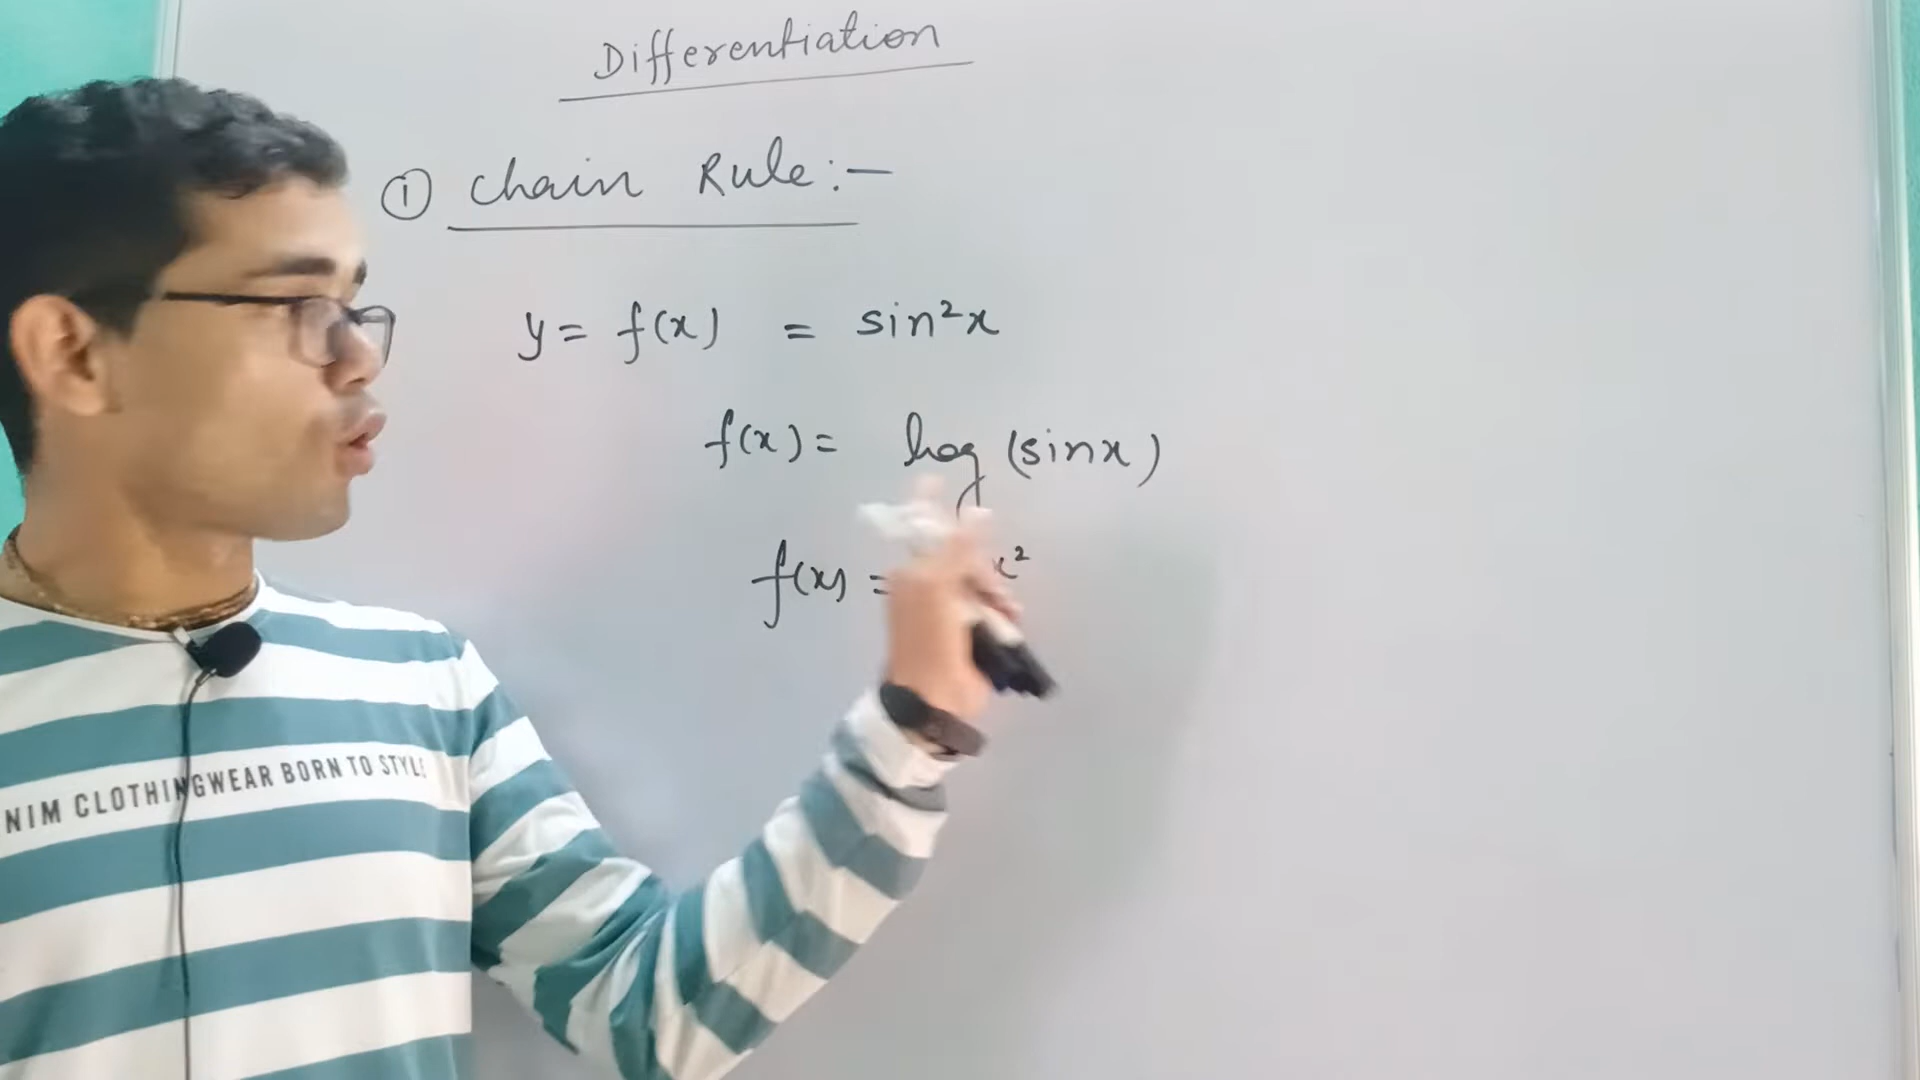 Differentiation
① Chain Rule:-
y = f(x) = sin²x
f(x) = log (sinx)
f(x) =
NIM CLOTHINGWEAR BORN TO STYLE